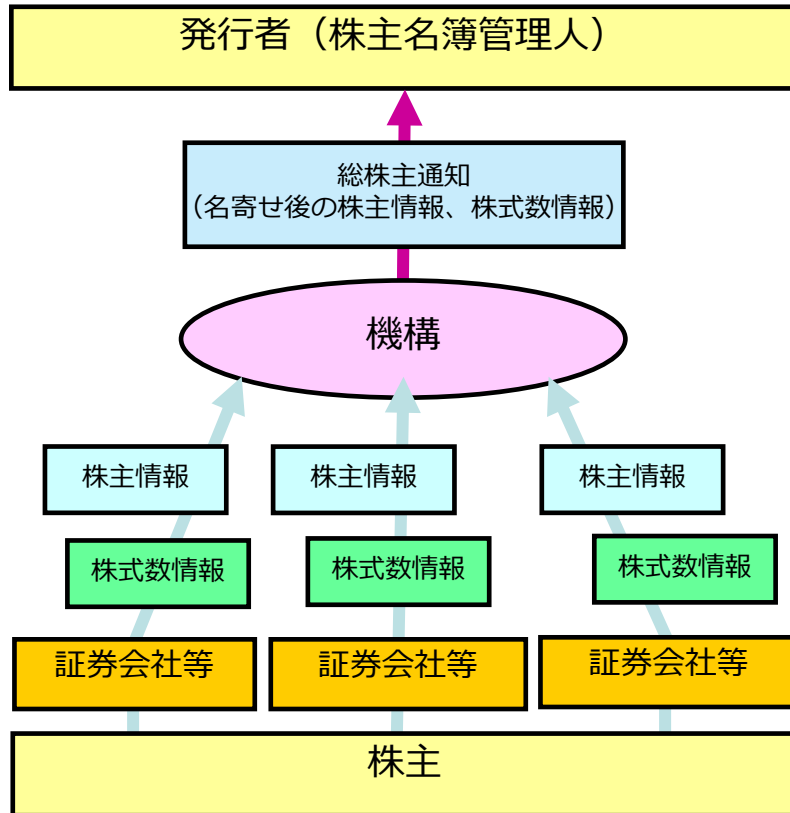 発行者（株主名簿管理人）
総株主通知
（名寄せ後の株主情報、株式数情報）
機構
株主情報
株主情報
株主情報
株式数情報
株式数情報
株式数情報
証券会社等
証券会社等
証券会社等
株主